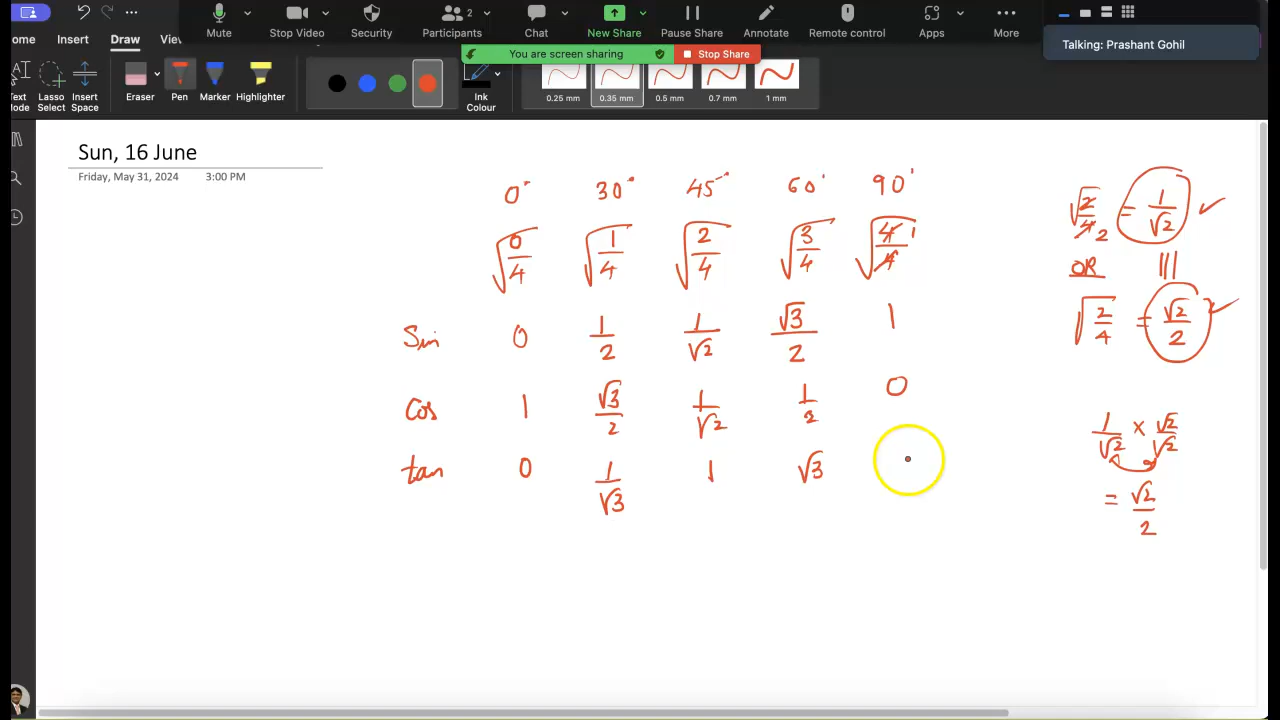 Mute Stop Video Security Participants 2 Chat New Share Pause Share Annotate Remote control Apps More
Talking: Prashant Gohil
You are screen sharing Stop Share
ome Insert Draw Vi
Text Mode Lasso Select Insert Space Eraser Pen Marker Highlighter Ink Colour 0.25 mm 0.35 mm 0.5 mm 0.7 mm 1 mm
Sun, 16 June
Friday, May 31, 2024 3:00 PM
0° 30° 45° 60° 90°
√(0/4) √(1/4) √(2/4) √(3/4) √(4/4) 1
Sin 0 1/2 1/√2 √3/2 1
Cos 1 √3/2 1/√2 1/2 0
tan 0 1/√3 1 √3
√(2/4) 2 = 1/√2 ✓
OR |||
√(2/4) = √2/2 ✓
1/√2 × √2/√2
= √2/2